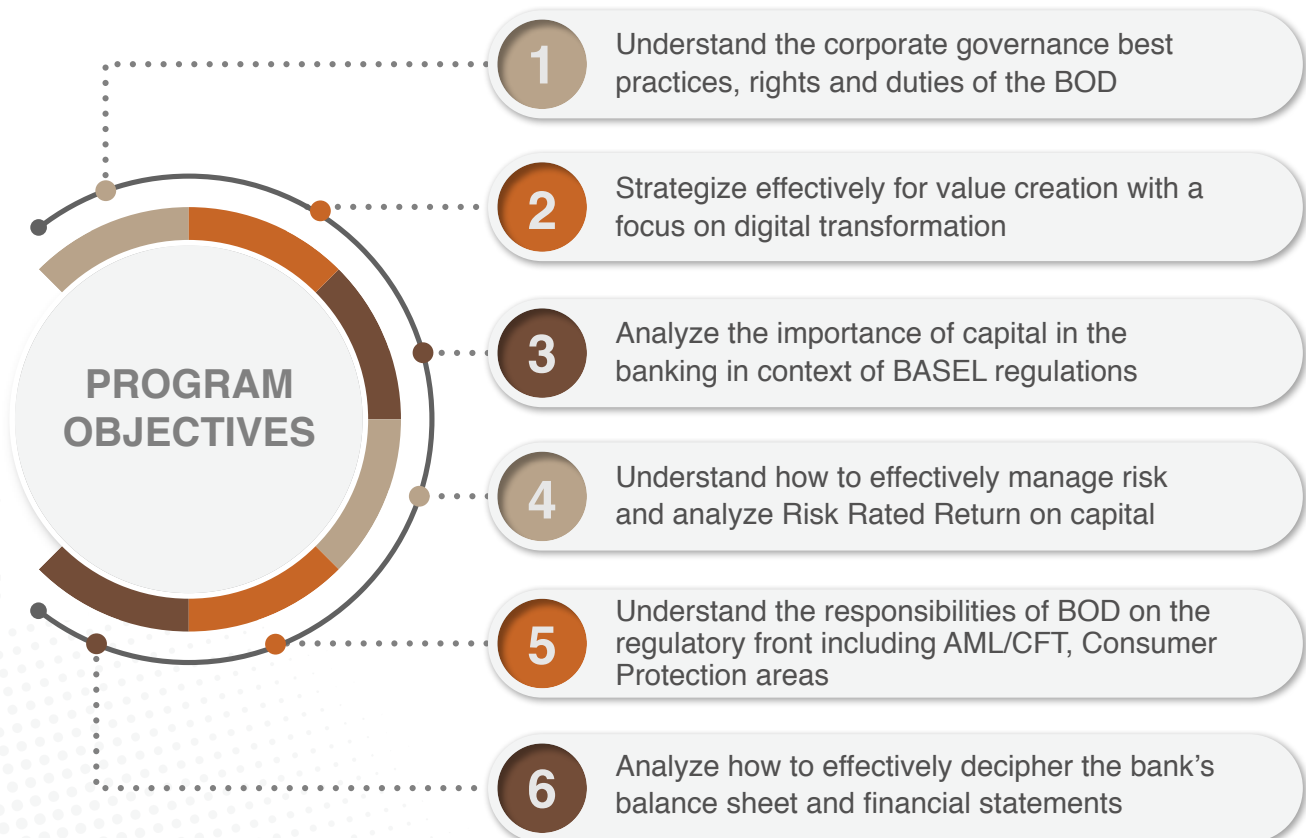 PROGRAM
OBJECTIVES
1
Understand the corporate governance best
practices, rights and duties of the BOD
2
Strategize effectively for value creation with a
focus on digital transformation
3
Analyze the importance of capital in the
banking in context of BASEL regulations
4
Understand how to effectively manage risk
and analyze Risk Rated Return on capital
5
Understand the responsibilities of BOD on the
regulatory front including AML/CFT, Consumer
Protection areas
6
Analyze how to effectively decipher the bank’s
balance sheet and financial statements